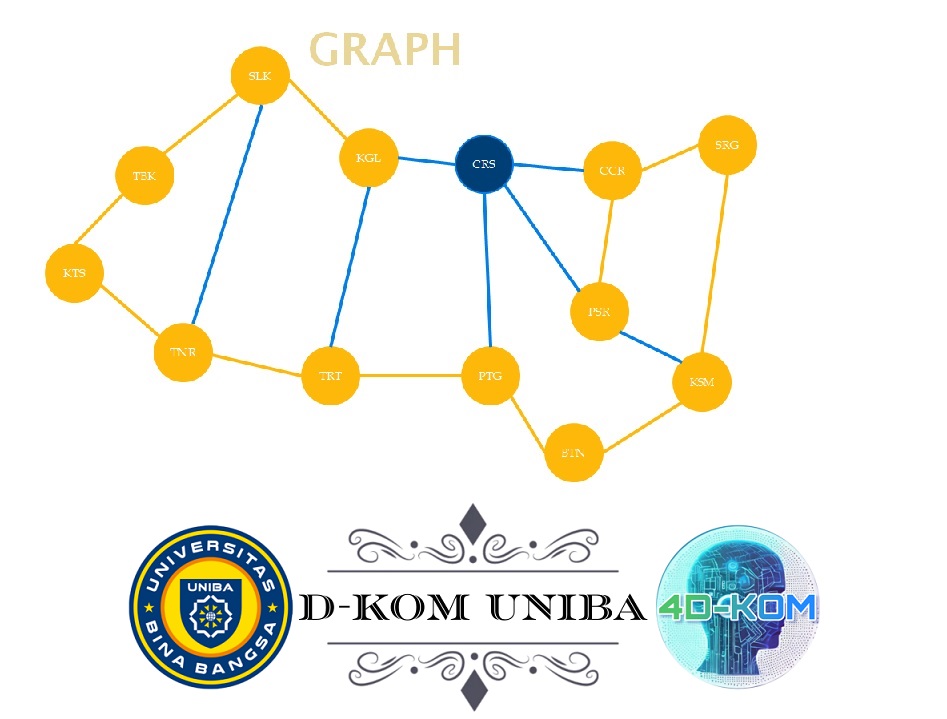 GRAPH
SLK
TBK
KGL
CRS
CCR
SRG
KTS
TNR
TRT
PTG
PSK
KSM
BTN
UNIVERSITAS
UNIBA
BINA BANGSA
D-KOM UNIBA
4D-KOM